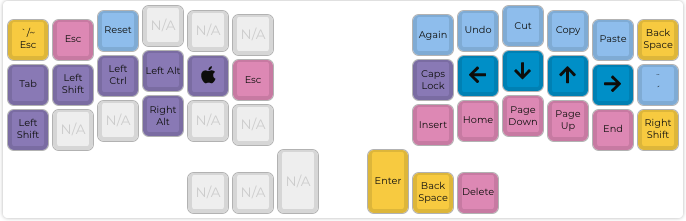 `/~
Esc
Esc
Reset
N/A
N/A
N/A
Again
Undo
Cut
Copy
Paste
Back
Space
Tab
Left
Shift
Left
Ctrl
Left Alt
Esc
Caps
Lock
Left
Shift
N/A
N/A
Right
Alt
N/A
N/A
Insert
Home
Page
Down
Page
Up
End
Right
Shift
N/A
N/A
N/A
Enter
Back
Space
Delete